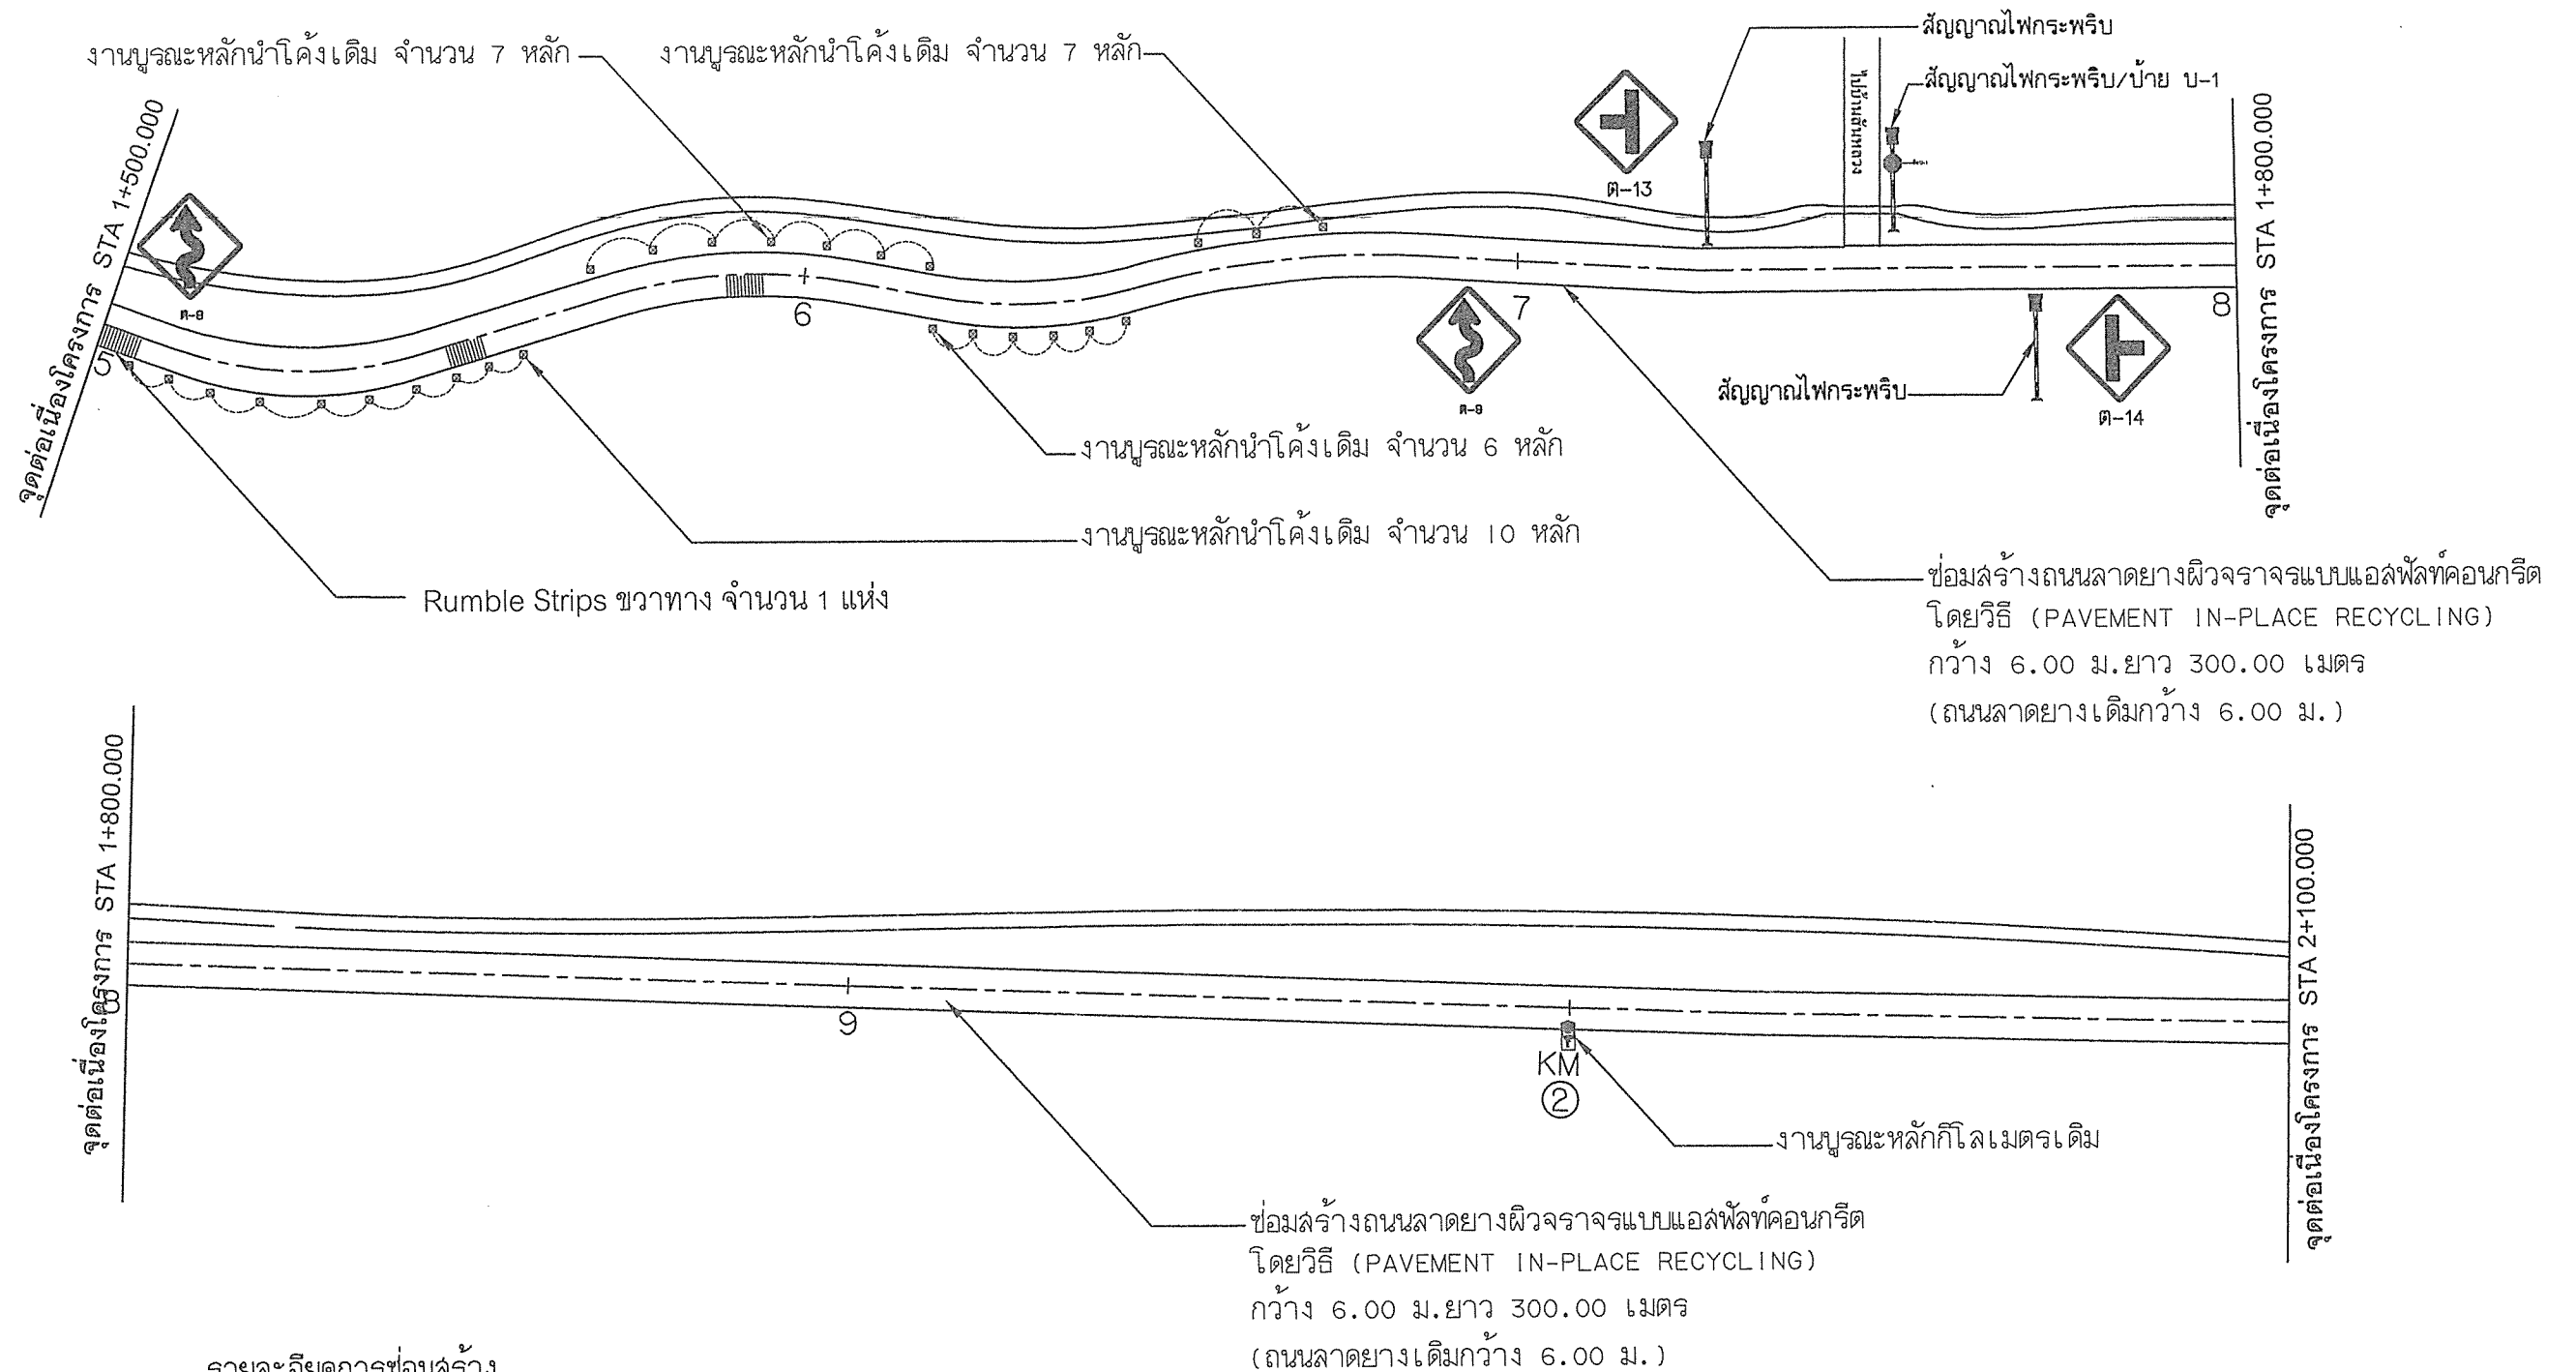 งานบูรณะหลักนำโค้งเดิม จำนวน 7 หลัก
งานบูรณะหลักนำโค้งเดิม จำนวน 7 หลัก
สัญญาณไฟกระพริบ
สัญญาณไฟกระพริบ/ป้าย บ-1
จุดต่อเนื่องโครงการ STA 1+500.000
ต-13
จุดต่อเนื่องโครงการ STA 1+800.000
5
6
7
8
สัญญาณไฟกระพริบ
ต-14
ต-9
งานบูรณะหลักนำโค้งเดิม จำนวน 6 หลัก
งานบูรณะหลักนำโค้งเดิม จำนวน 10 หลัก
Rumble Strips ขวาทาง จำนวน 1 แห่ง
ซ่อมสร้างถนนลาดยางผิวจราจรแบบแอสฟัลท์คอนกรีต
โดยวิธี (PAVEMENT IN-PLACE RECYCLING)
กว้าง 6.00 ม.ยาว 300.00 เมตร
(ถนนลาดยางเดิมกว้าง 6.00 ม.)
จุดต่อเนื่องโครงการ STA 1+800.000
8
9
KM
2
จุดต่อเนื่องโครงการ STA 2+100.000
งานบูรณะหลักกิโลเมตรเดิม
ซ่อมสร้างถนนลาดยางผิวจราจรแบบแอสฟัลท์คอนกรีต
โดยวิธี (PAVEMENT IN-PLACE RECYCLING)
กว้าง 6.00 ม.ยาว 300.00 เมตร
(ถนนลาดยางเดิมกว้าง 6.00 ม.)
รายละเอียดการซ่อมสร้าง